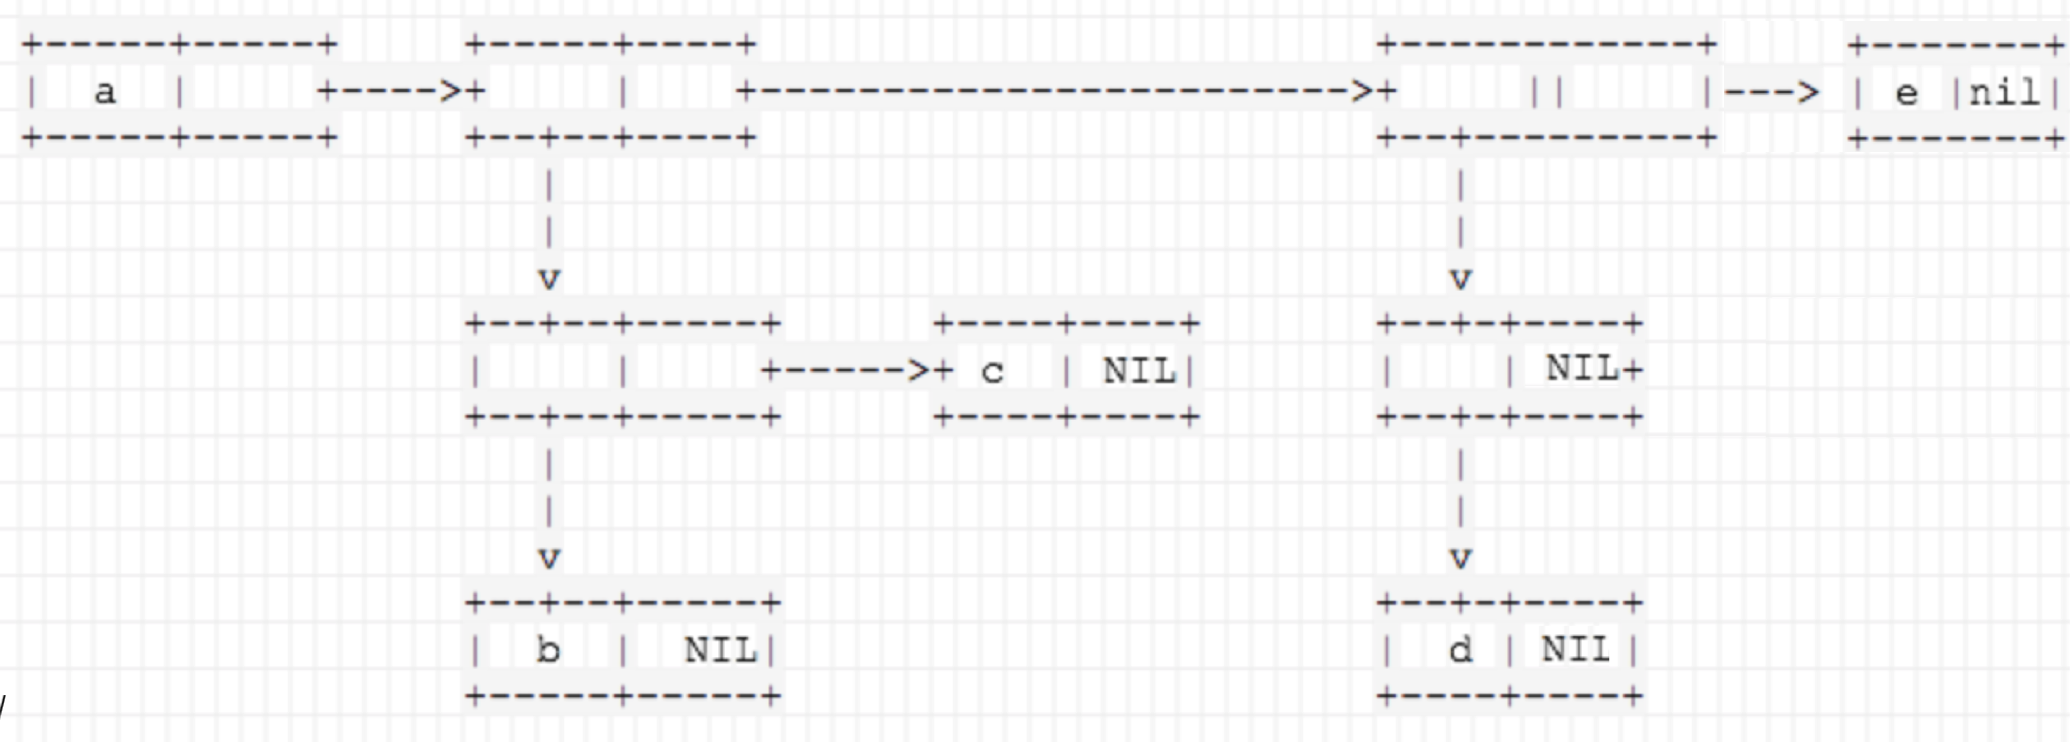 +-----+-----+     +-----+----+                         +------------+     +-------+
|  a  |     +---->+     |    +------------------------>+     ||     |---> | e |nil|
+-----+-----+     +--+--+----+                         +--+---------+     +-------+
|     |
|     |
v     v
+--+--+-----+      +----+----+       +--+-+----+
|     |     +----->+ c  | NIL|       |    | NIL+
+--+--+-----+      +----+----+       +--+-+----+
|     |
|     |
v     v
+--+--+-----+       +--+-+----+
|  b  |  NIL|       |  d | NIL |
+-----+-----+       +----+----+